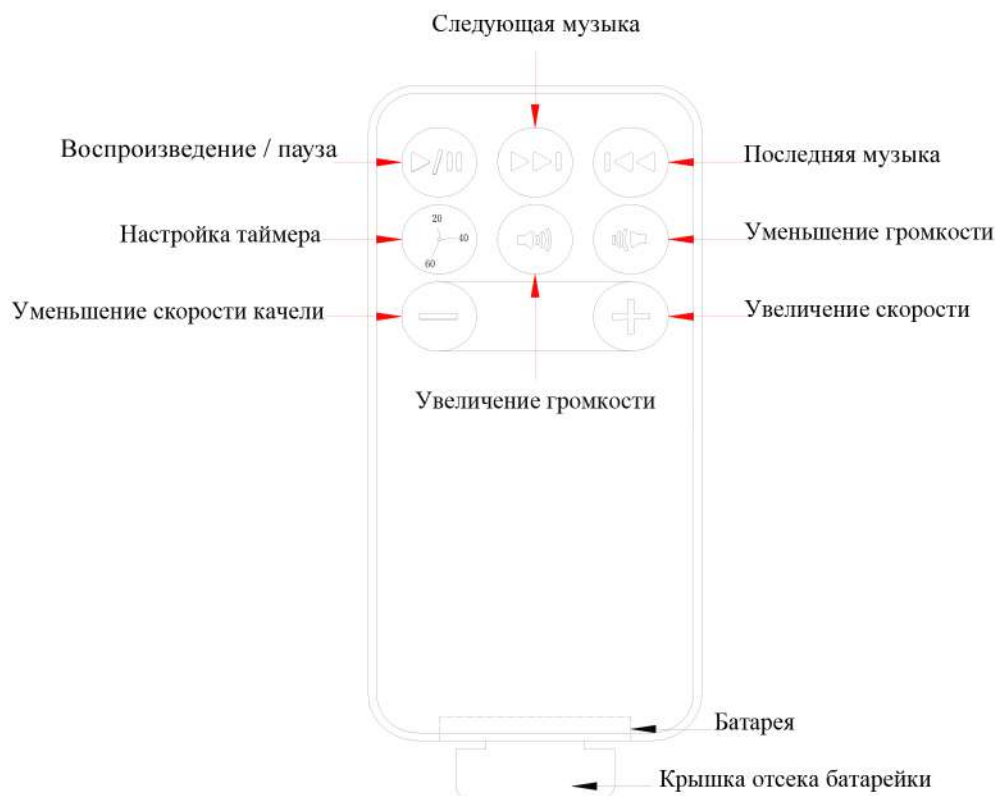 Следующая музыка
Воспроизведение / пауза
Последняя музыка
Настройка таймера
20
40
60
Уменьшение громкости
Уменьшение скорости качели
Увеличение скорости
Увеличение громкости
Батарея
Крышка отсека батарейки